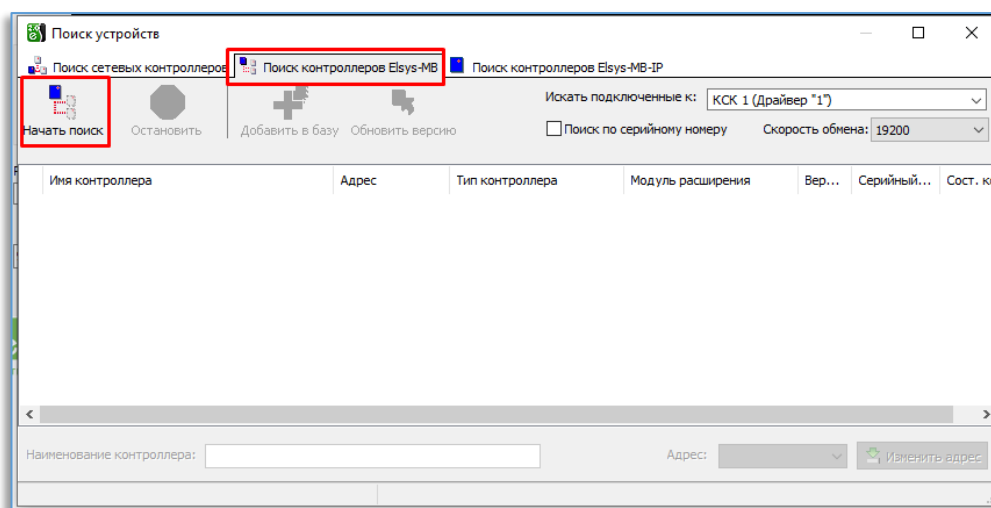 Поиск устройств
Поиск сетевых контроллеров Поиск контроллеров Elsys-MB Поиск контроллеров Elsys-MB-IP
Искать подключенные к: КСК 1 (Драйвер "1")
Начать поиск Остановить Добавить в базу Обновить версию Поиск по серийному номеру Скорость обмена: 19200
Имя контроллера Адрес Тип контроллера Модуль расширения Вер... Серийный... Сост. к
Наименование контроллера: Адрес: Изменить адрес